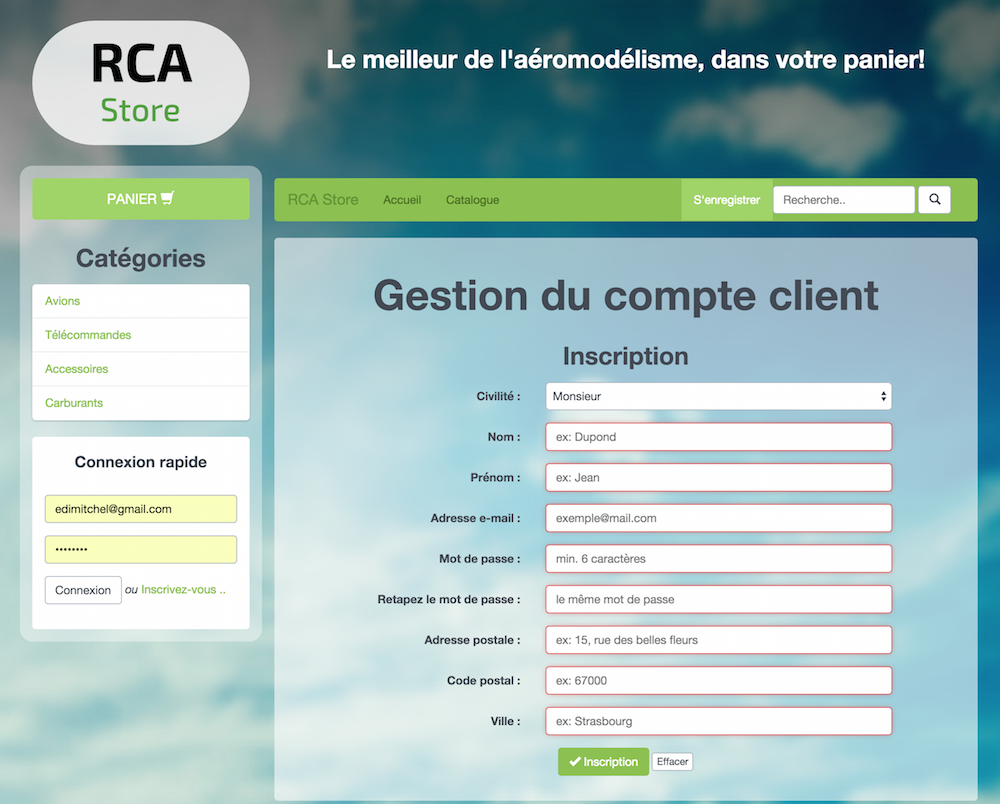 RCA
Store
Le meilleur de l'aéromodélisme, dans votre panier!
PANIER
Catégories
Avions
Télécommandes
Accessoires
Carburants
Connexion rapide
edimitchel@gmail.com
••••••••
Connexion ou Inscrivez-vous ..
RCA Store Accueil Catalogue S'enregistrer Recherche..
Gestion du compte client
Inscription
Civilité : Monsieur
Nom : ex: Dupond
Prénom : ex: Jean
Adresse e-mail : exemple@mail.com
Mot de passe : min. 6 caractères
Retapez le mot de passe : le même mot de passe
Adresse postale : ex: 15, rue des belles fleurs
Code postal : ex: 67000
Ville : ex: Strasbourg
Inscription Effacer